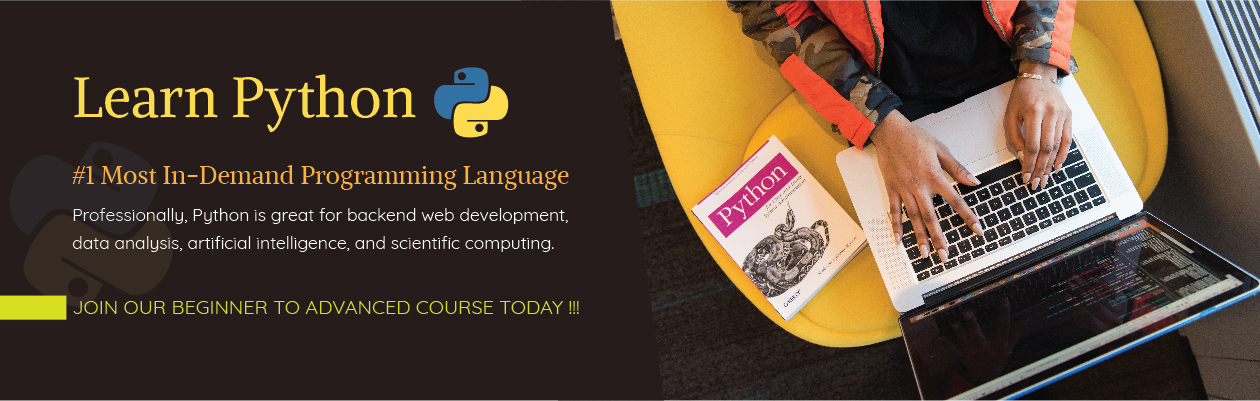 Learn Python
#1 Most In-Demand Programming Language
Professionally, Python is great for backend web development,
data analysis, artificial intelligence, and scientific computing.
JOIN OUR BEGINNER TO ADVANCED COURSE TODAY !!!
Python
O'REILLY